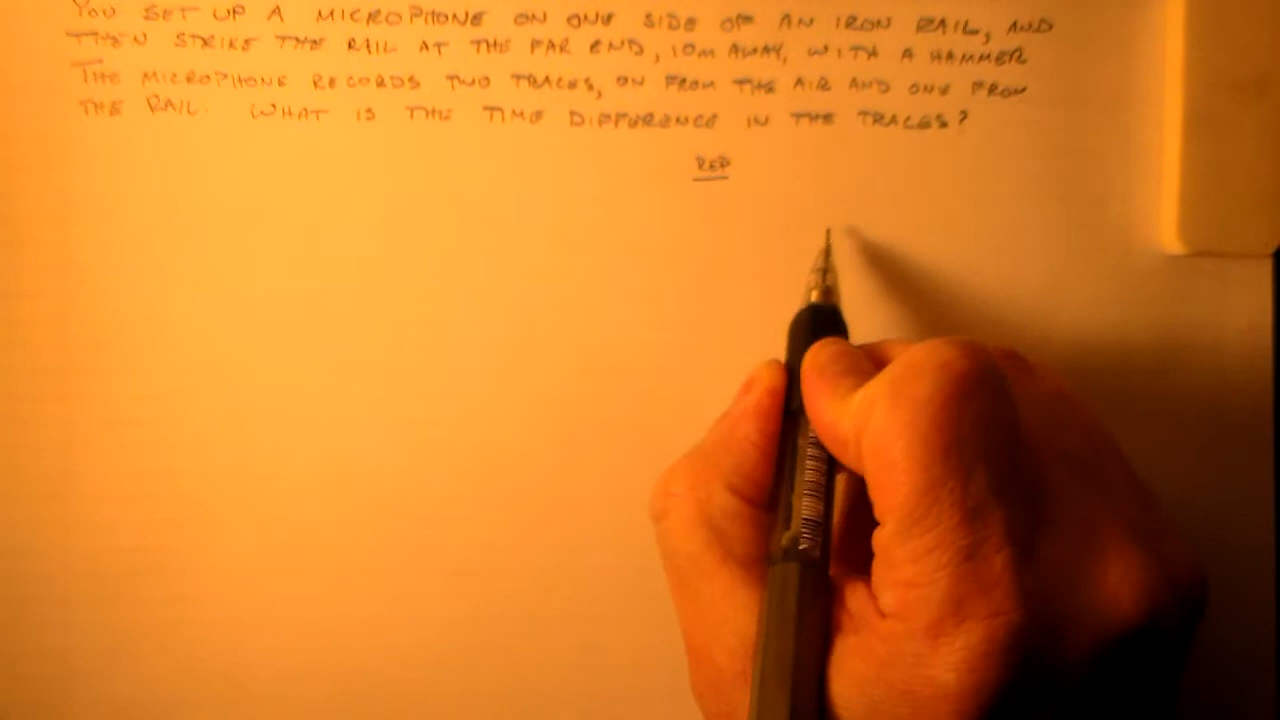 YOU SET UP A MICROPHONE ON ONE SIDE OF AN IRON RAIL, AND
THEN STRIKE THE RAIL AT THE FAR END, 10m AWAY, WITH A HAMMER
THE MICROPHONE RECORDS TWO TRACES, ON FROM THE AIR AND ONE FROM
THE RAIL. WHAT IS THE TIME DIFFERENCE IN THE TRACES?
REP